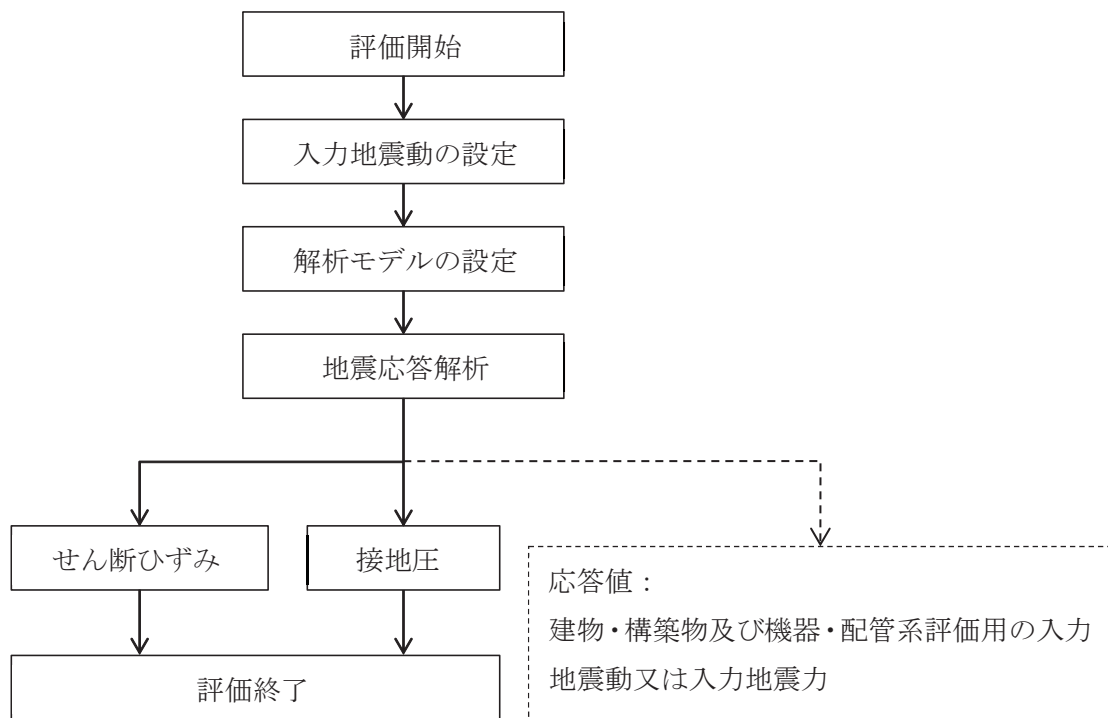 評価開始
入力地震動の設定
解析モデルの設定
地震応答解析
せん断ひずみ
接地圧
応答値：
建物・構築物及び機器・配管系評価用の入力
地震動又は入力地震力
評価終了